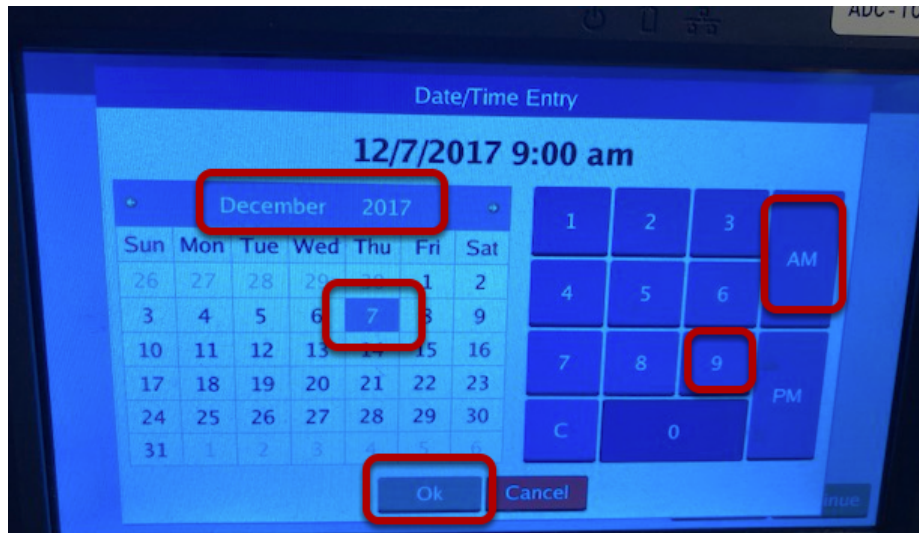 ADC-TO
Date/Time Entry
12/7/2017 9:00 am
December 2017
Sun Mon Tue Wed Thu Fri Sat
26 27 28 29 30 1 2
3 4 5 6 7 8 9
10 11 12 13 14 15 16
17 18 19 20 21 22 23
24 25 26 27 28 29 30
31 1 2 3 4 5 6
1 2 3
AM
4 5 6
7 8 9
PM
C 0
Ok Cancel